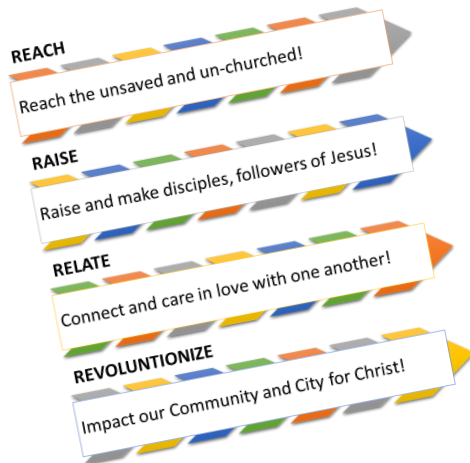 REACH
Reach the unsaved and un-churched!
RAISE
Raise and make disciples, followers of Jesus!
RELATE
Connect and care in love with one another!
REVOLUNTIONIZE
Impact our Community and City for Christ!